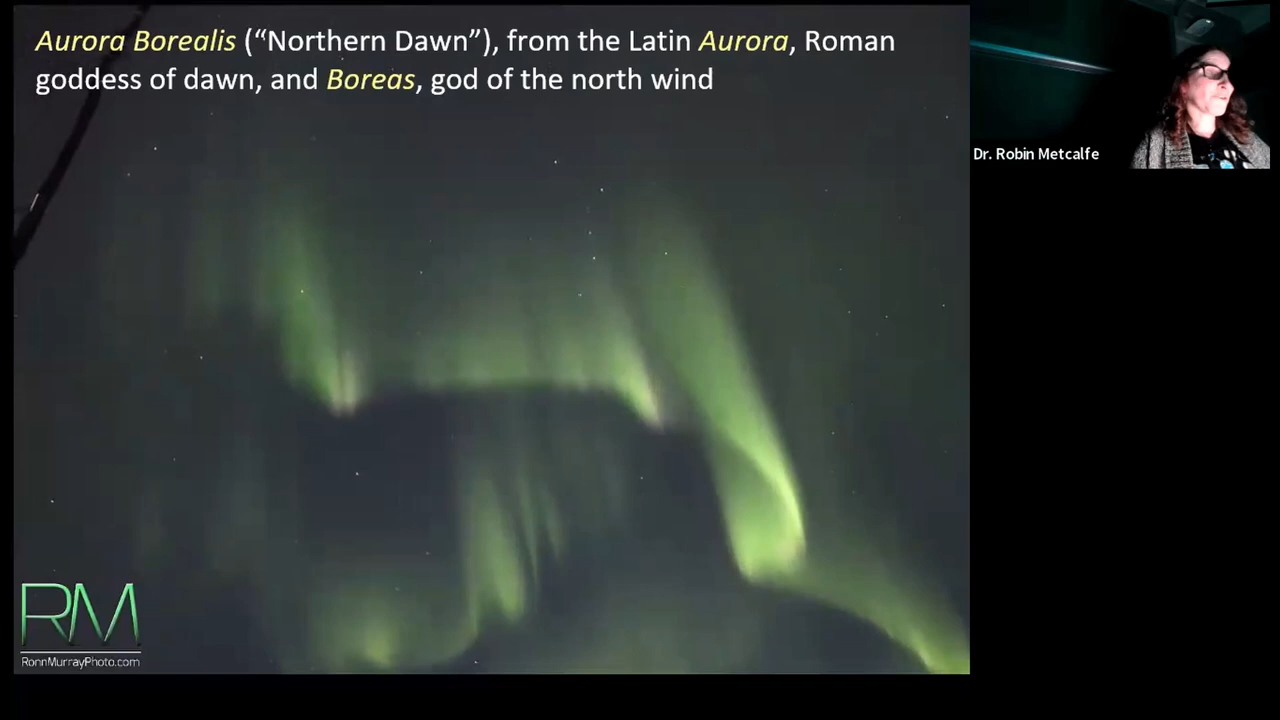 Aurora Borealis (“Northern Dawn”), from the Latin Aurora, Roman
goddess of dawn, and Boreas, god of the north wind
Dr. Robin Metcalfe
RM
RonnMurrayPhoto.com